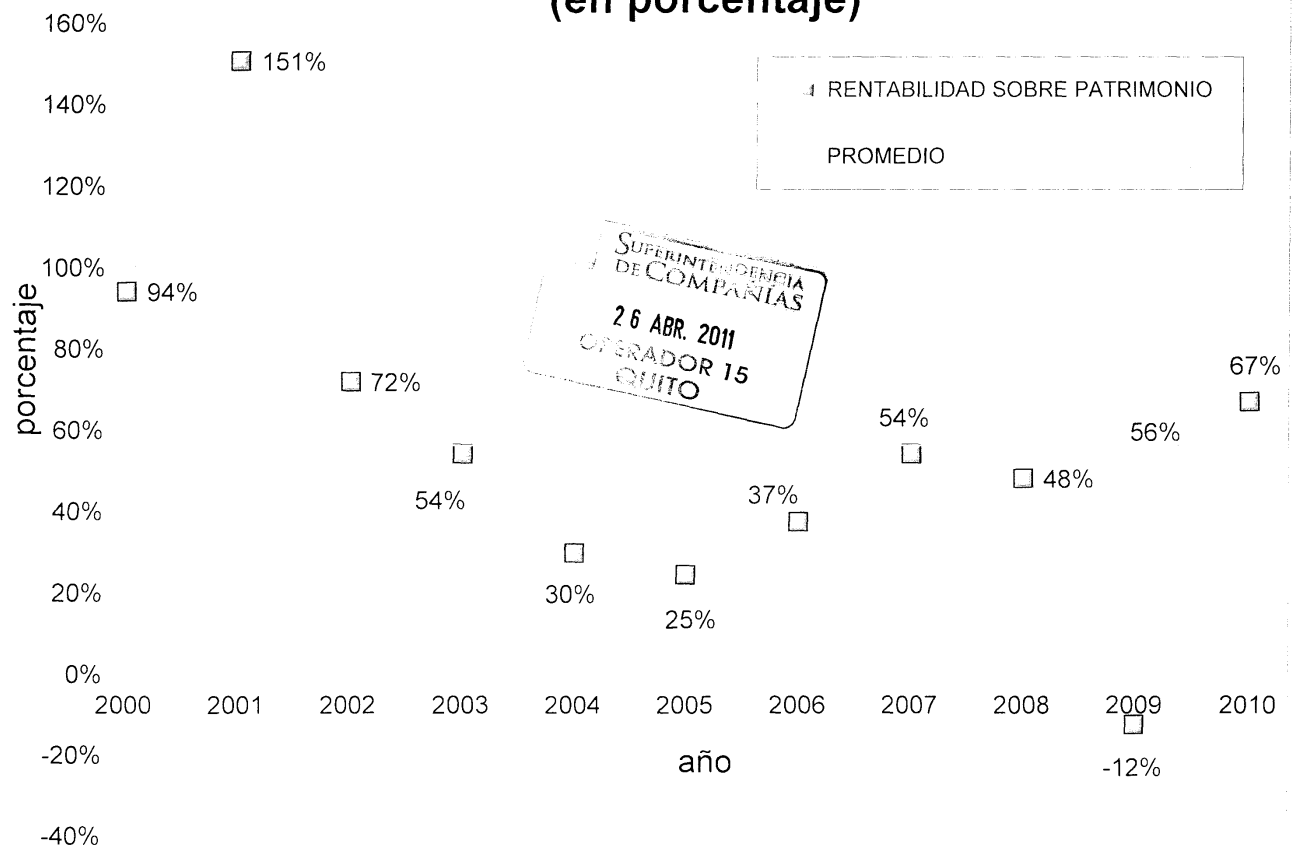 (en porcentaje)
160%
151%
RENTABILIDAD SOBRE PATRIMONIO
140%
PROMEDIO
120%
SUPERINTENDENCIA
DE COMPAÑÍAS
26 ABR. 2011
OPERADOR 15
QUITO
100%
94%
porcentaje
80%
72%
67%
60%
54%
56%
54%
48%
40%
37%
30%
25%
20%
0%
2000 2001 2002 2003 2004 2005 2006 2007 2008 2009 2010
-20%
año
-12%
-40%